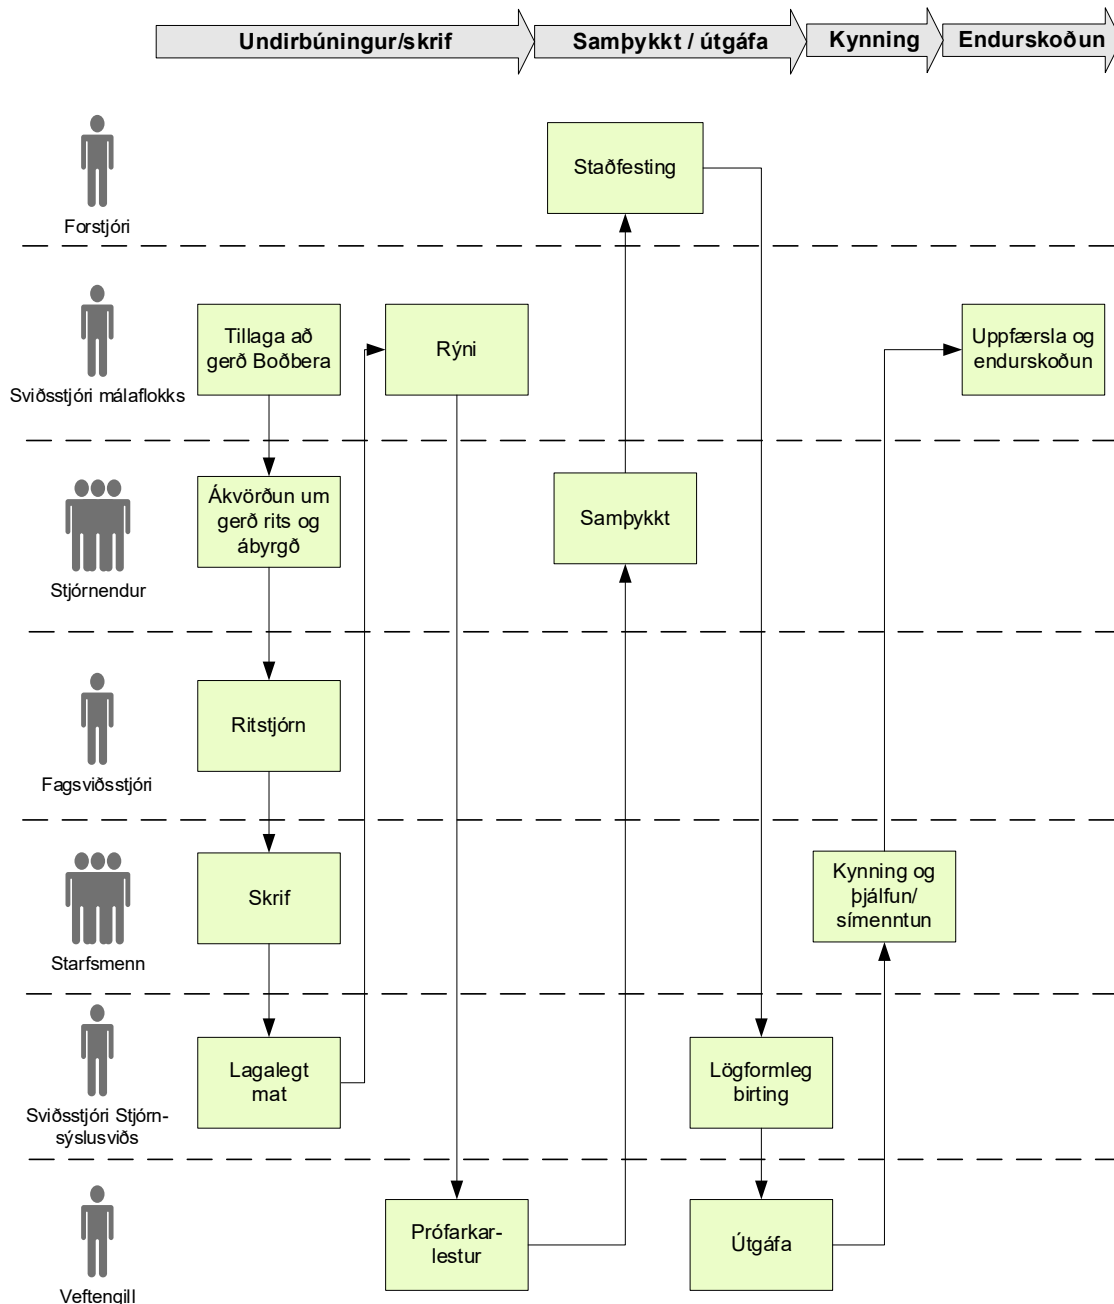 Undirbúningur/skrif
Samþykkt / útgáfa
Kynning
Endurskoðun
Forstjóri
Staðfesting
Sviðsstjóri málaflokks
Tillaga að
gerð Boðbera
Rýni
Uppfærsla og
endurskoðun
Stjórnendur
Ákvörðun um
gerð rits og
ábyrgð
Samþykkt
Fagsviðsstjóri
Ritstjórn
Starfsmenn
Skrif
Kynning og
þjálfun/
símenntun
Sviðsstjóri Stjórn-
sýslusviðs
Lagalegt
mat
Lögformleg
birting
Veftengill
Prófarkar-
lestur
Útgáfa